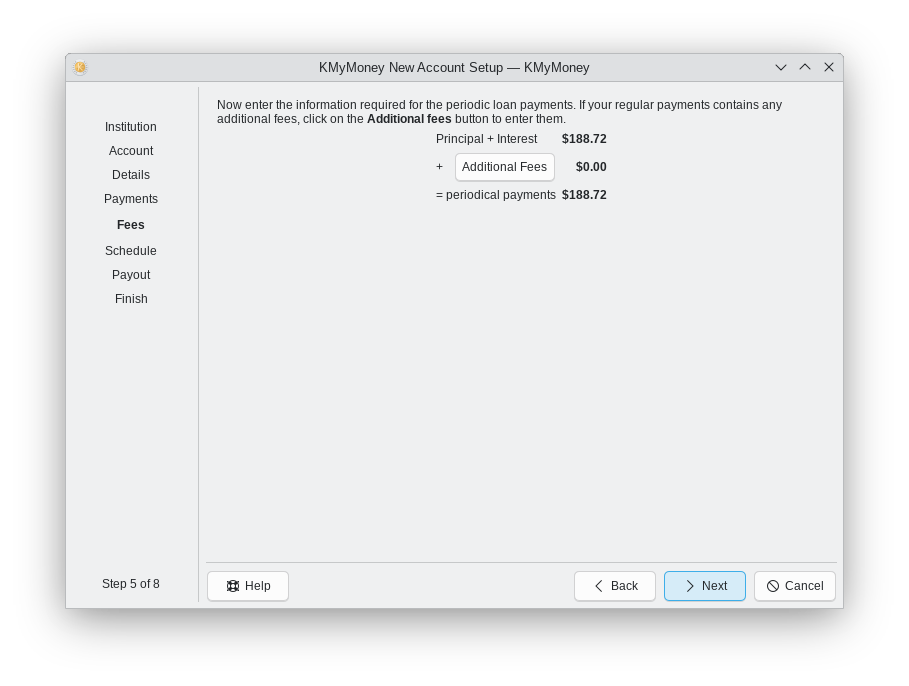 KMyMoney New Account Setup — KMyMoney
Institution
Account
Details
Payments
Fees
Schedule
Payout
Finish
Step 5 of 8
Now enter the information required for the periodic loan payments. If your regular payments contains any
additional fees, click on the Additional fees button to enter them.
Principal + Interest $188.72
+ Additional Fees $0.00
= periodical payments $188.72
Help
Back
Next
Cancel